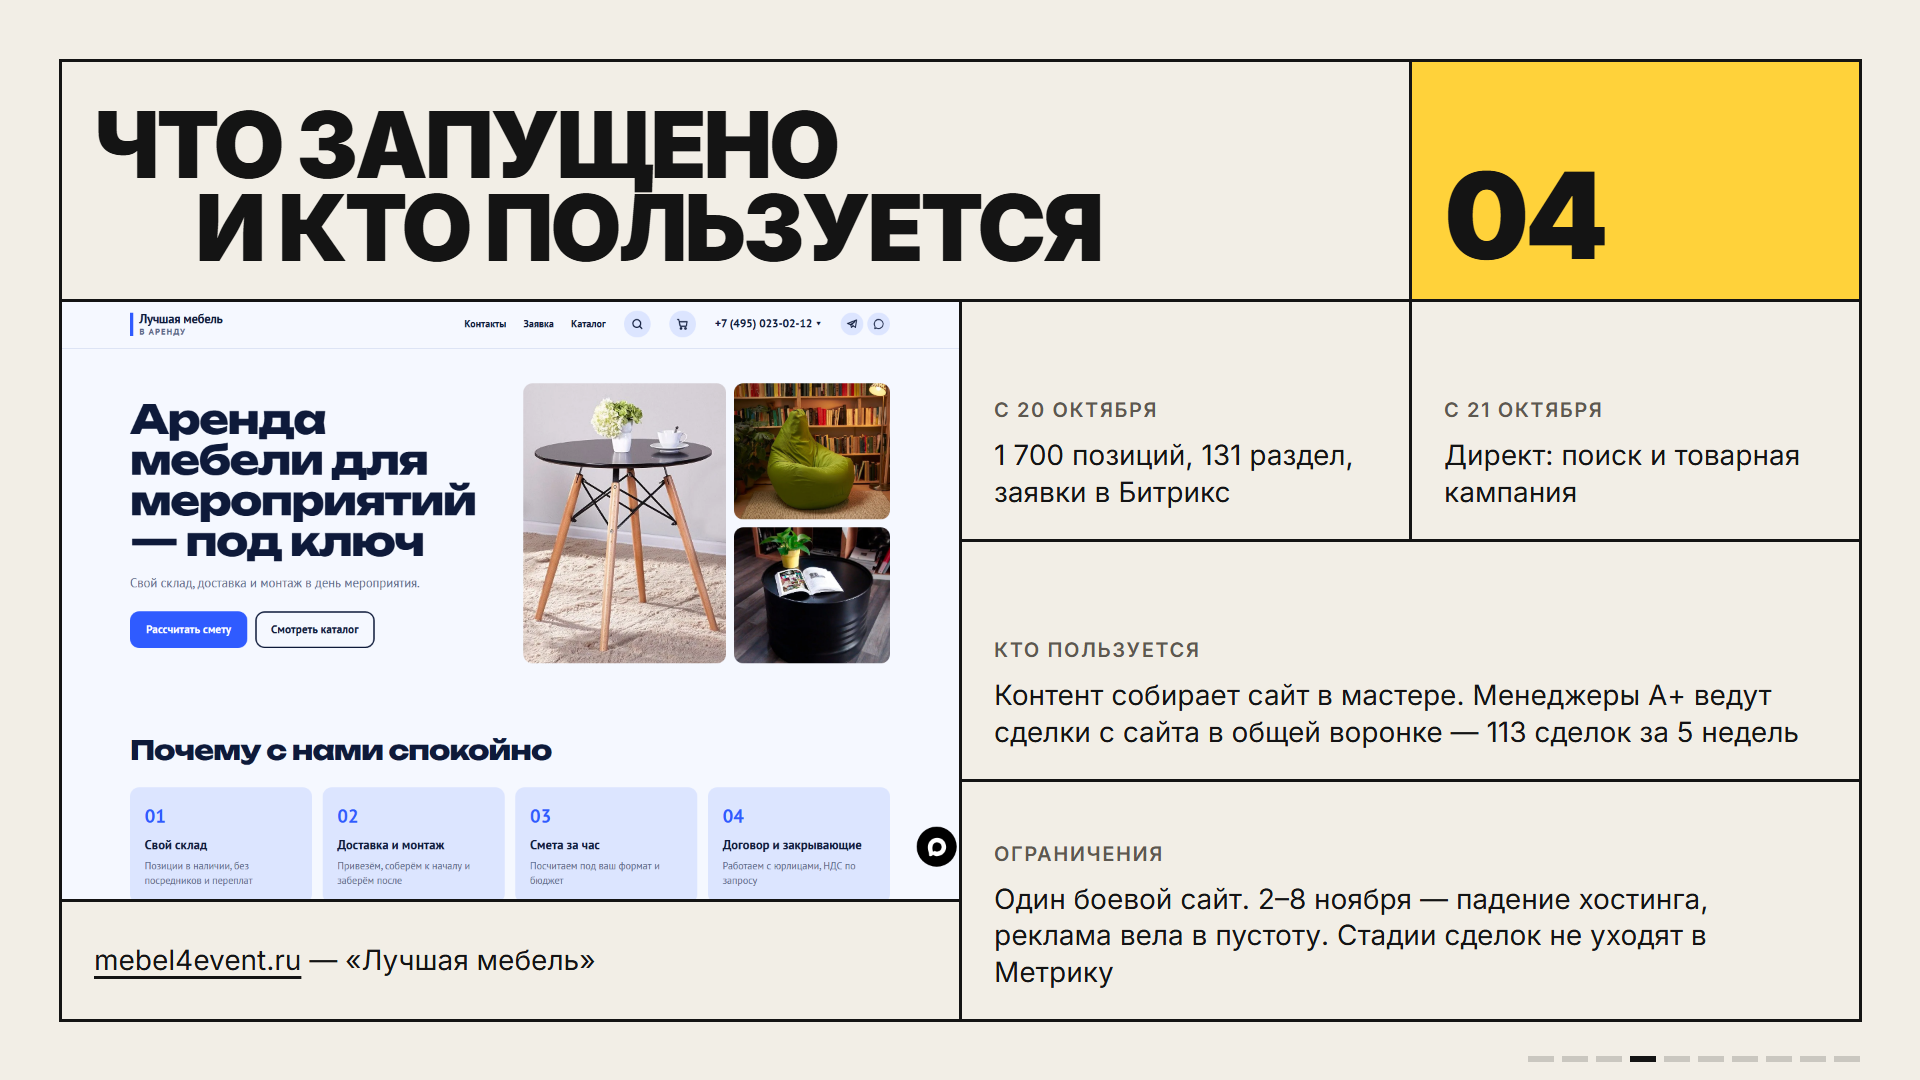 ЧТО ЗАПУЩЕНО
И КТО ПОЛЬЗУЕТСЯ
04
Лучшая мебель
В АРЕНДУ
Контакты
Заявка
Каталог
+7 (495) 023-02-12
Аренда
мебели для
мероприятий
— под ключ
Свой склад, доставка и монтаж в день мероприятия.
Рассчитать смету
Смотреть каталог
Почему с нами спокойно
01
Свой склад
Позиции в наличии, без
посредников и переплат
02
Доставка и монтаж
Привезём, соберём к началу и
заберём после
03
Смета за час
Посчитаем под ваш формат и
бюджет
04
Договор и закрывающие
Работаем с юрлицами, НДС по
запросу
mebel4event.ru — «Лучшая мебель»
С 20 ОКТЯБРЯ
1 700 позиций, 131 раздел,
заявки в Битрикс
С 21 ОКТЯБРЯ
Директ: поиск и товарная
кампания
КТО ПОЛЬЗУЕТСЯ
Контент собирает сайт в мастере. Менеджеры А+ ведут
сделки с сайта в общей воронке — 113 сделок за 5 недель
ОГРАНИЧЕНИЯ
Один боевой сайт. 2–8 ноября — падение хостинга,
реклама вела в пустоту. Стадии сделок не уходят в
Метрику